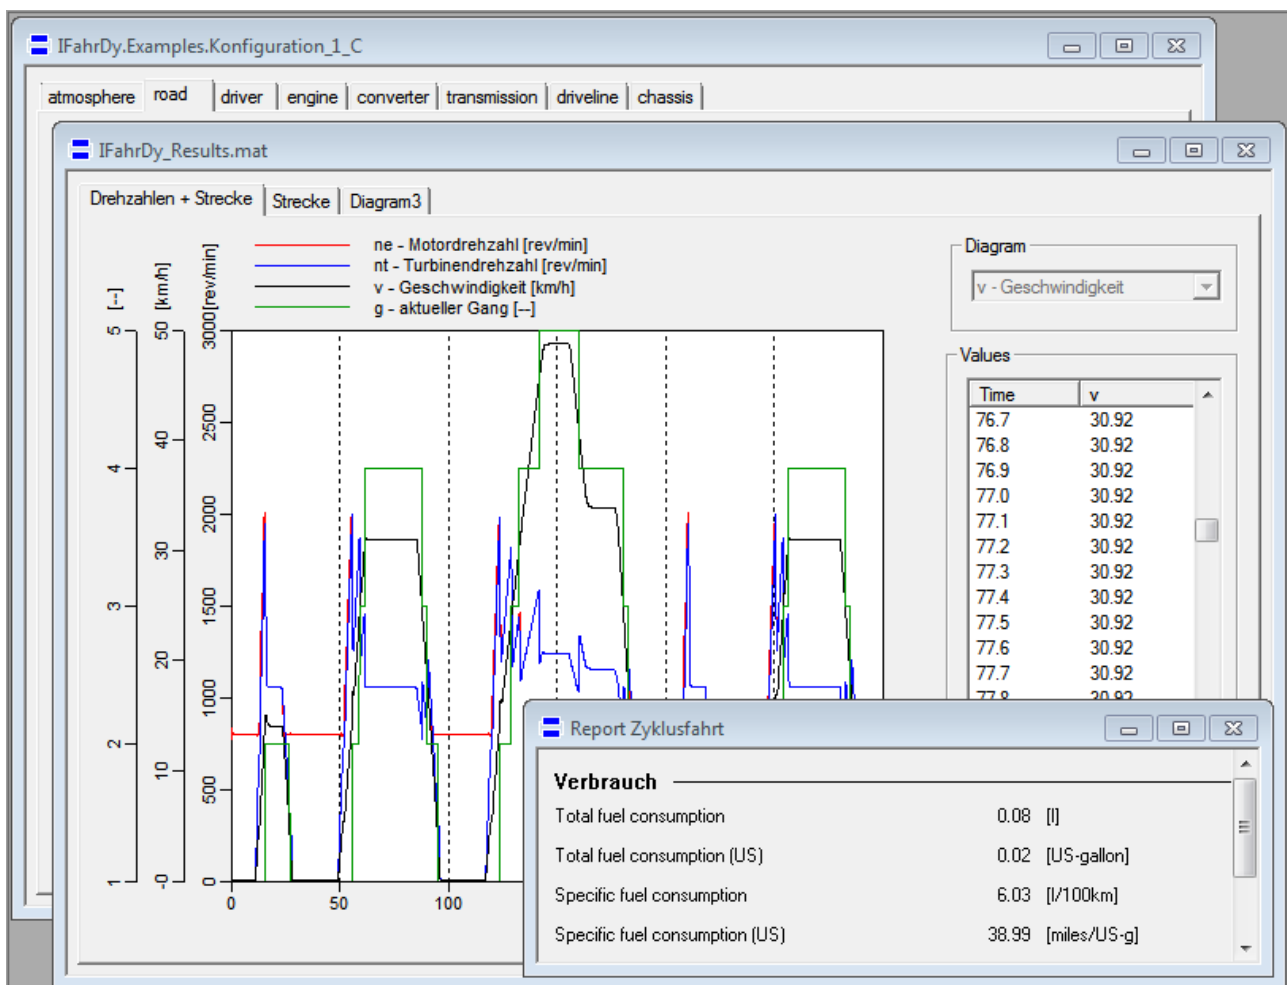 IFahrDy.Examples.Konfiguration_1_C
atmosphere road driver engine converter transmission driveline chassis
IFahrDy_Results.mat
Drehzahlen + Strecke Strecke Diagram3
ne - Motordrehzahl [rev/min]
nt - Turbinendrehzahl [rev/min]
v - Geschwindigkeit [km/h]
g - aktueller Gang [--]
[--] [km/h] [rev/min]
5 50 3000
2500
40
4
2000
30
3 1500
20
1000
2
10
500
1 -0 0
0 50 100
Diagram
v - Geschwindigkeit
Values
Time v
76.7 30.92
76.8 30.92
76.9 30.92
77.0 30.92
77.1 30.92
77.2 30.92
77.3 30.92
77.4 30.92
77.5 30.92
77.6 30.92
77.7 30.92
77.8 30.92
Report Zyklusfahrt
Verbrauch
Total fuel consumption 0.08 [l]
Total fuel consumption (US) 0.02 [US-gallon]
Specific fuel consumption 6.03 [l/100km]
Specific fuel consumption (US) 38.99 [miles/US-g]